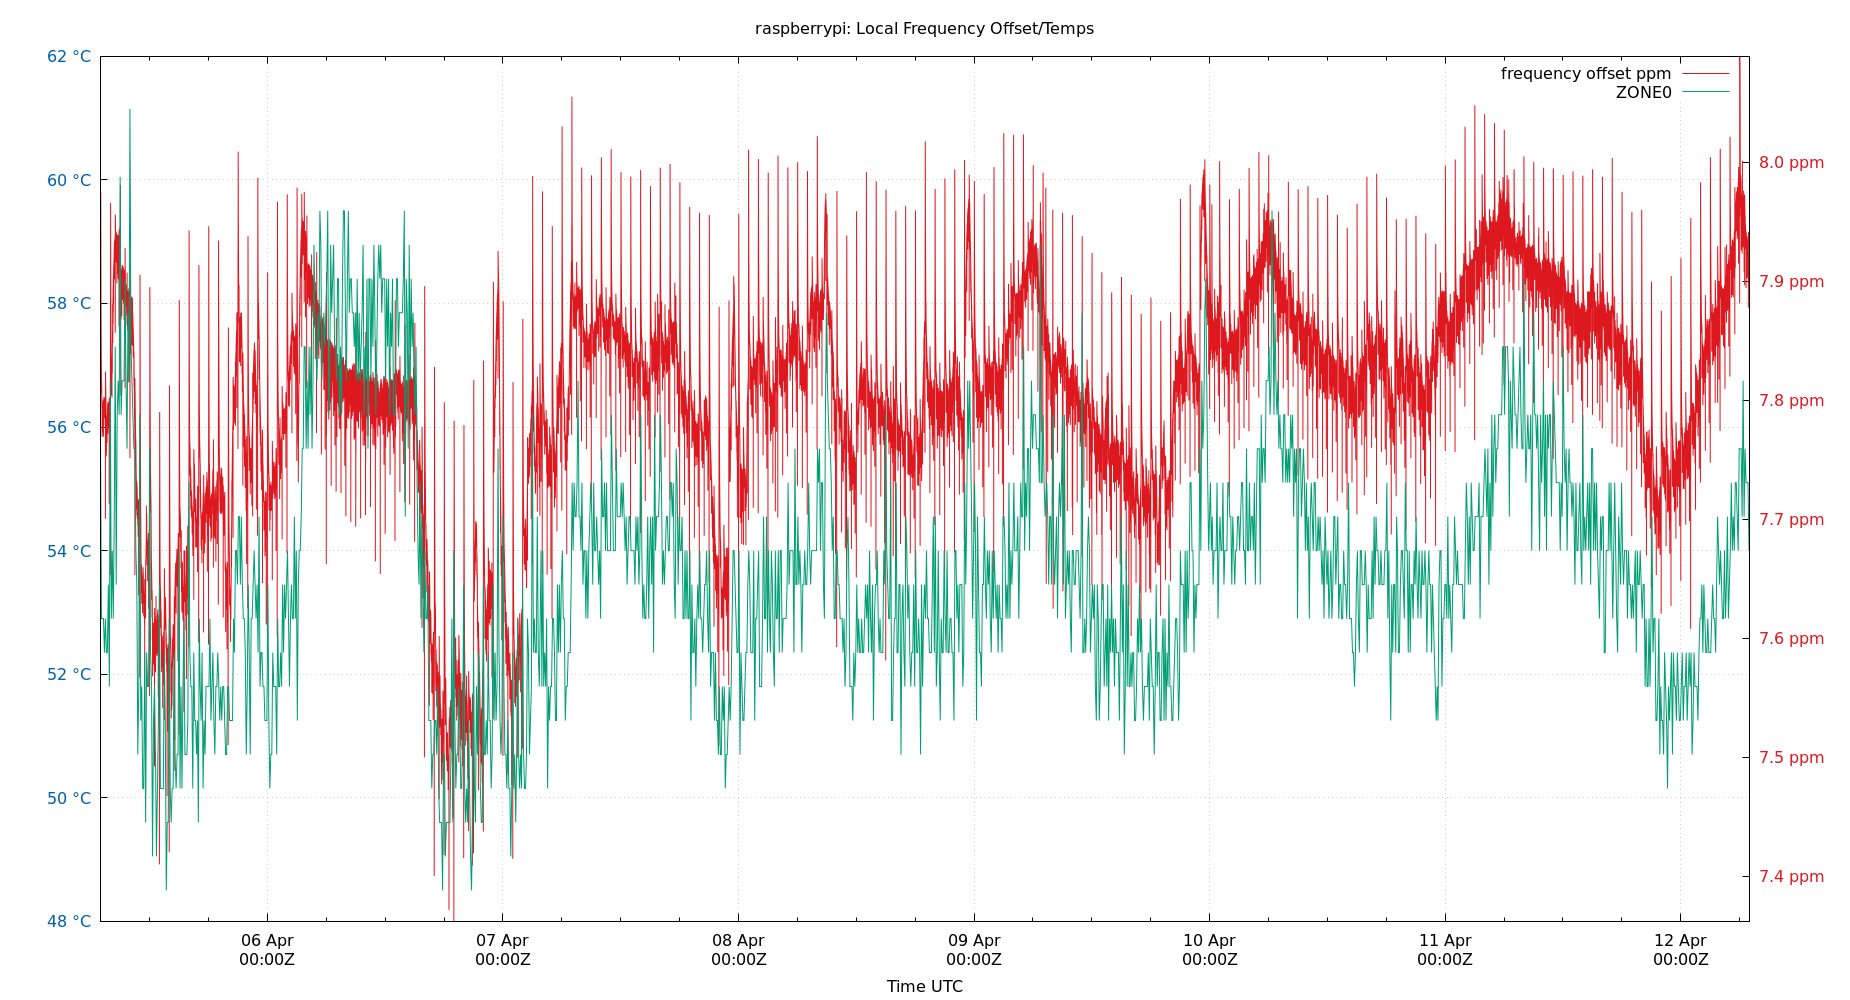 raspberrypi: Local Frequency Offset/Temps
frequency offset ppm
ZONE0
62 °C
60 °C
58 °C
56 °C
54 °C
52 °C
50 °C
48 °C
8.0 ppm
7.9 ppm
7.8 ppm
7.7 ppm
7.6 ppm
7.5 ppm
7.4 ppm
06 Apr
00:00Z
07 Apr
00:00Z
08 Apr
00:00Z
09 Apr
00:00Z
10 Apr
00:00Z
11 Apr
00:00Z
12 Apr
00:00Z
Time UTC